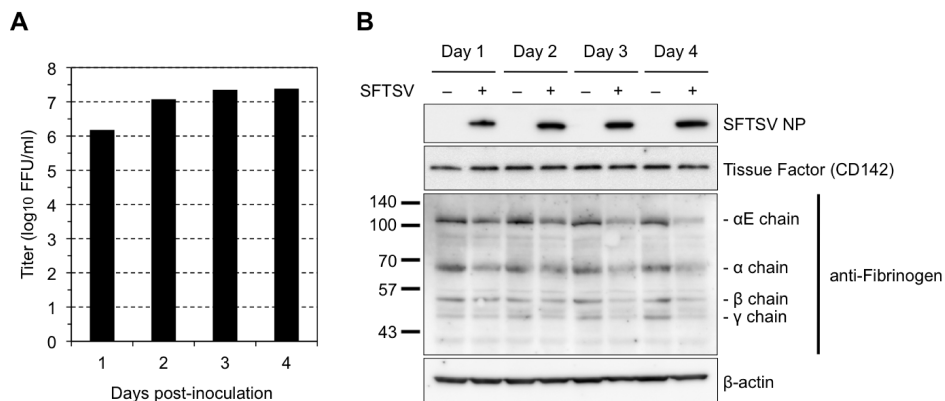 A
8
7
6
5
4
3
2
1
0
Titer (log10 FFU/ml)
1 2 3 4
Days post-inoculation
B
Day 1 Day 2 Day 3 Day 4
SFTSV – + – + – + – +
SFTSV NP
Tissue Factor (CD142)
140
100
70
57
43
- αE chain
- α chain
- β chain
- γ chain
anti-Fibrinogen
β-actin